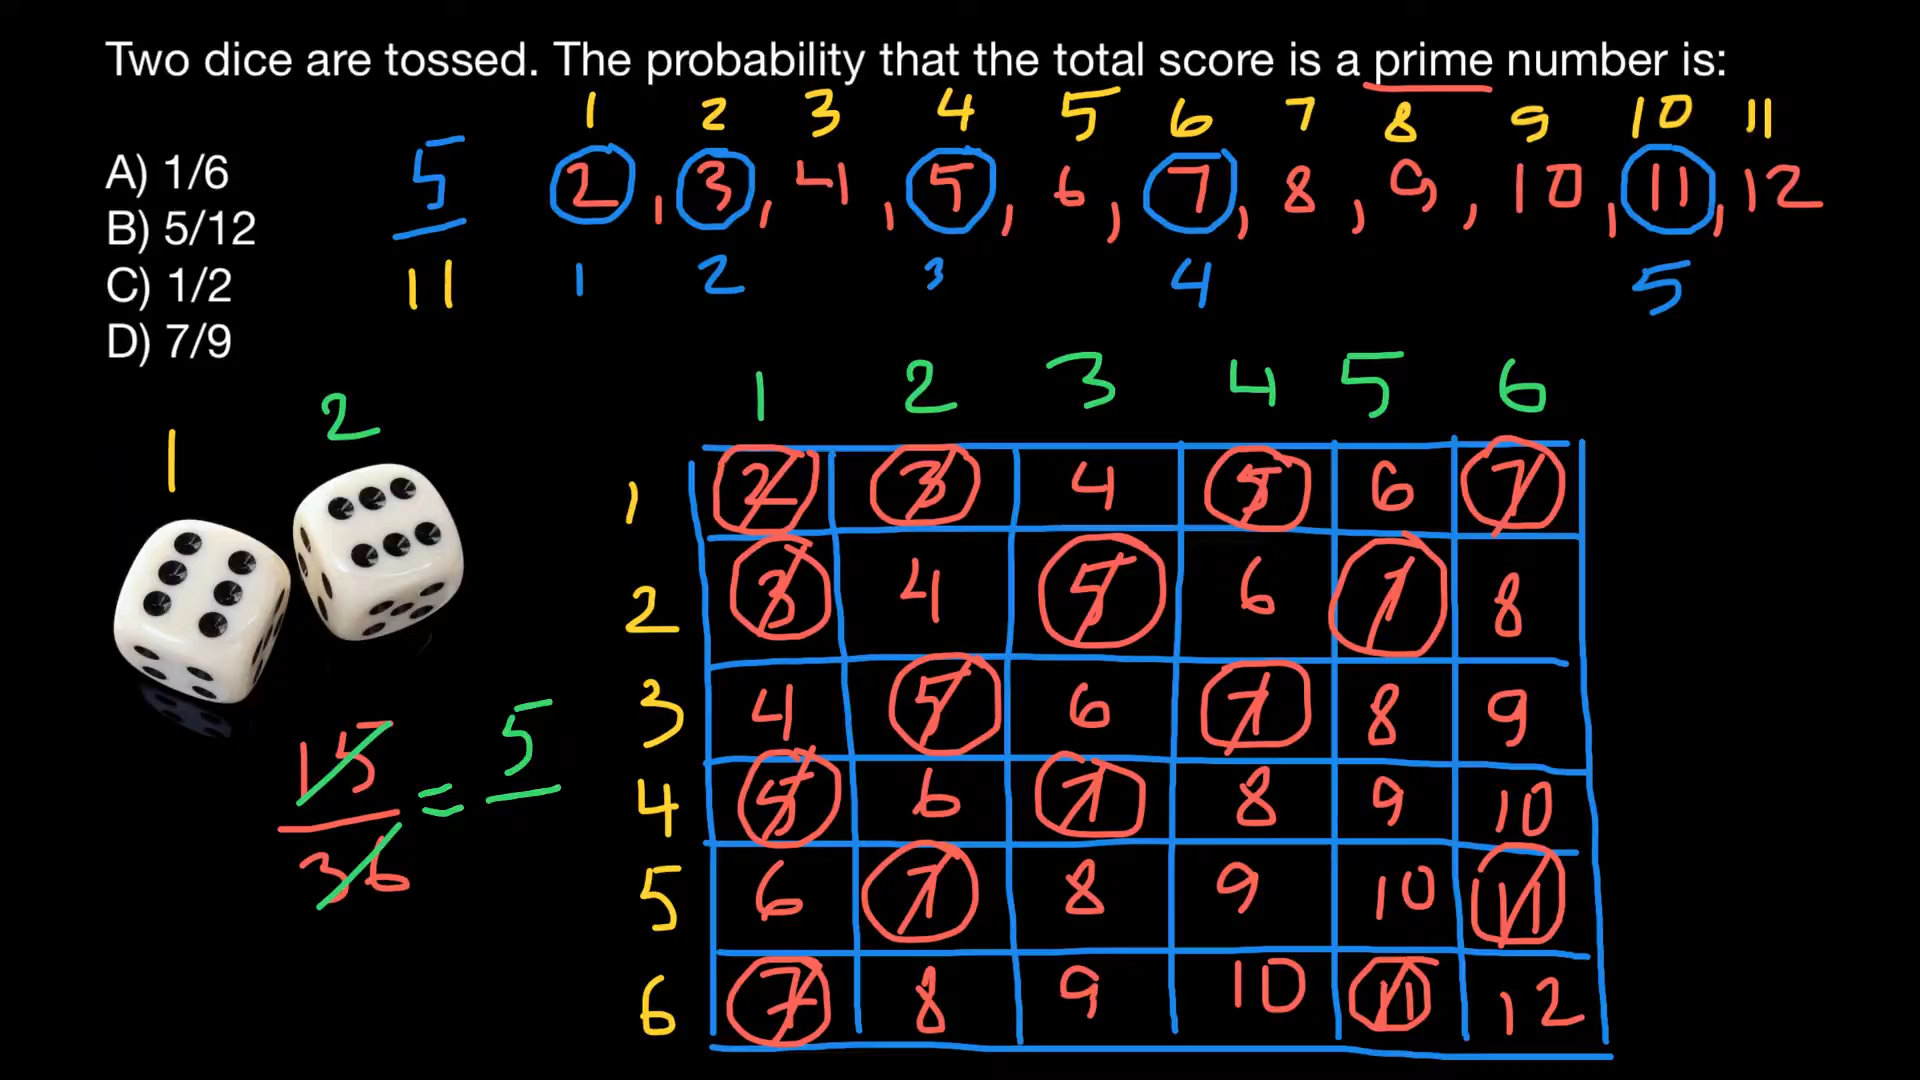 Two dice are tossed. The probability that the total score is a prime number is:
1 2 3 4 5 6 7 8 9 10 11
A) 1/6
B) 5/12
C) 1/2
D) 7/9
5
11
2, 3, 4, 5, 6, 7, 8, 9, 10, 11, 12
1 2 3 4 5
1 2
1 2 3 4 5 6
1 2 3 4 5 6 7
2 3 4 5 6 7 8
3 4 5 6 7 8 9
4 5 6 7 8 9 10
5 6 7 8 9 10 11
6 7 8 9 10 11 12
15 = 5
36